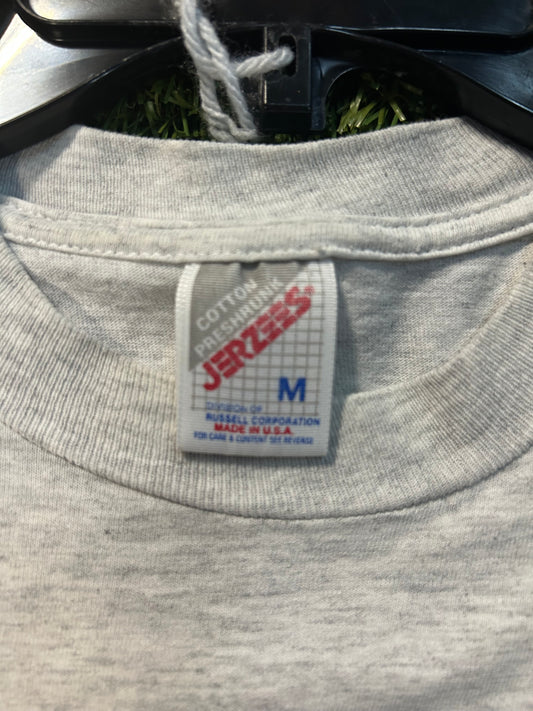 COTTON
PRESHRUNK
JERZEES®
M
DIVISION OF
RUSSELL CORPORATION
MADE IN U.S.A.
FOR CARE & CONTENT SEE REVERSE